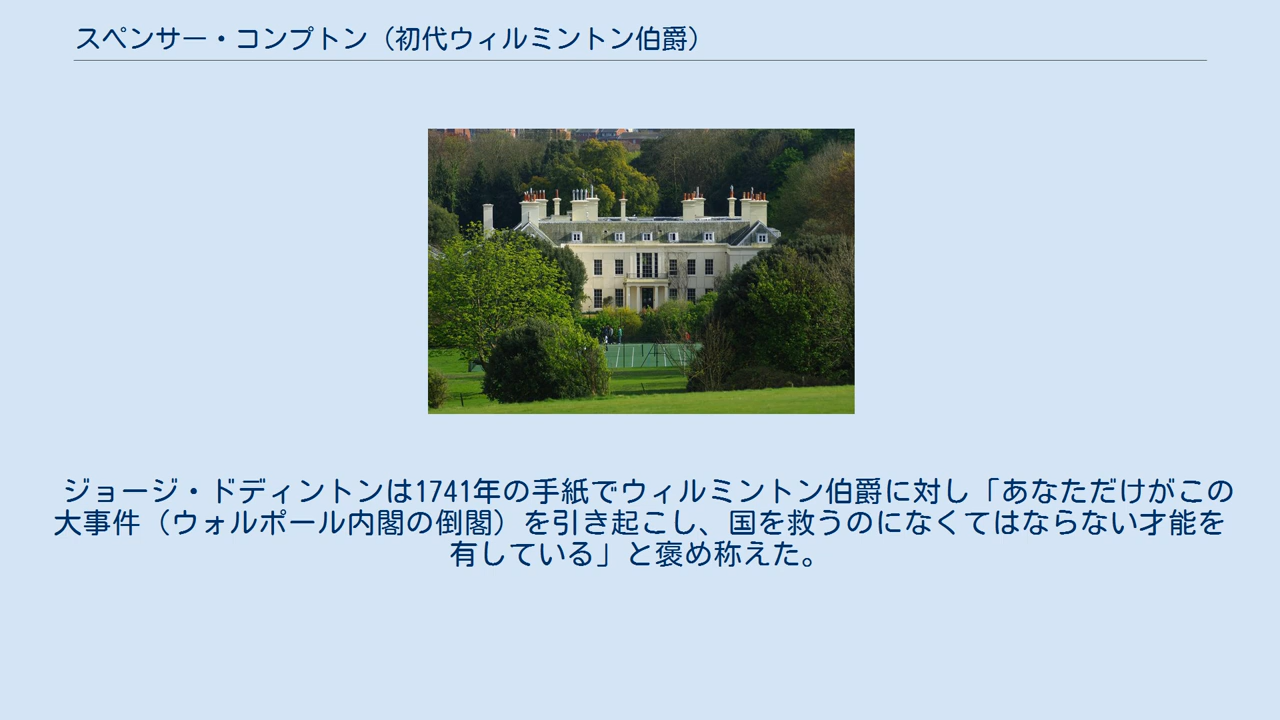 スペンサー・コンプトン（初代ウィルミントン伯爵）
ジョージ・ドディントンは1741年の手紙でウィルミントン伯爵に対し「あなただけがこの
大事件（ウォルポール内閣の倒閣）を引き起こし、国を救うのになくてはならない才能を
有している」と褒め称えた。